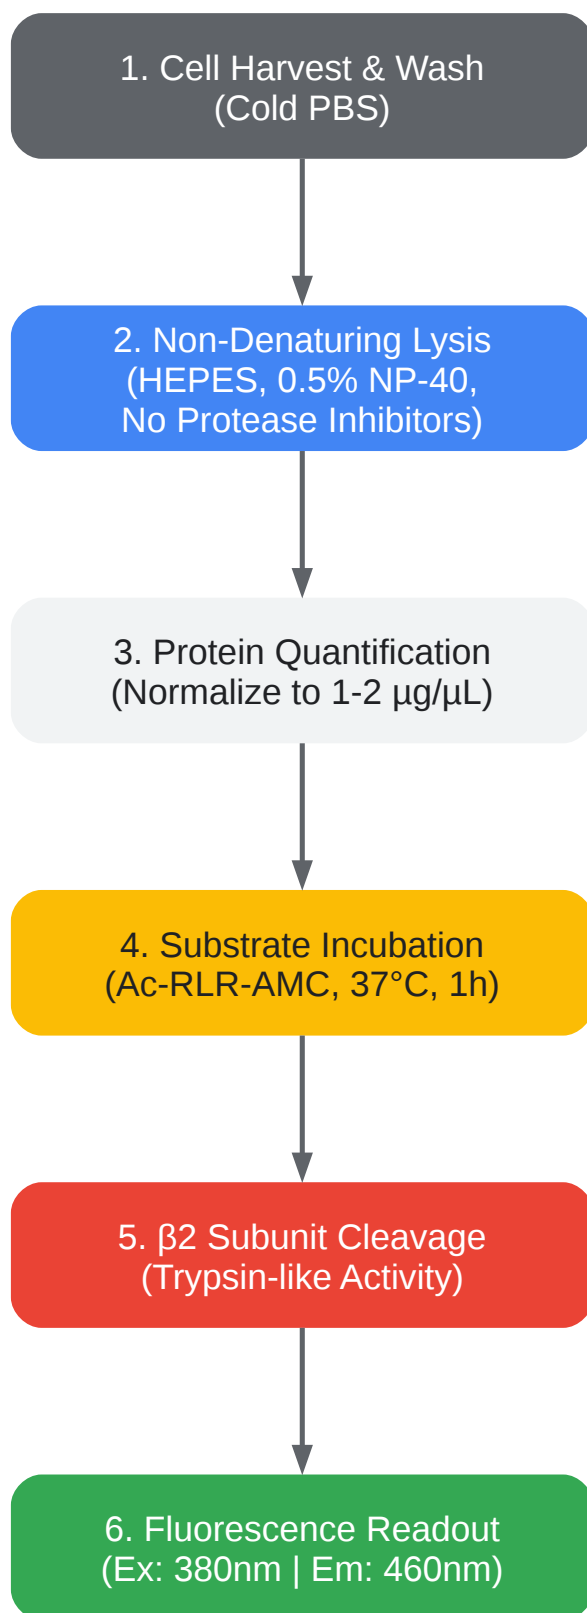 1. Cell Harvest & Wash
(Cold PBS)
2. Non-Denaturing Lysis
(HEPES, 0.5% NP-40,
No Protease Inhibitors)
3. Protein Quantification
(Normalize to 1-2 µg/µL)
4. Substrate Incubation
(Ac-RLR-AMC, 37°C, 1h)
5. β2 Subunit Cleavage
(Trypsin-like Activity)
6. Fluorescence Readout
(Ex: 380nm | Em: 460nm)